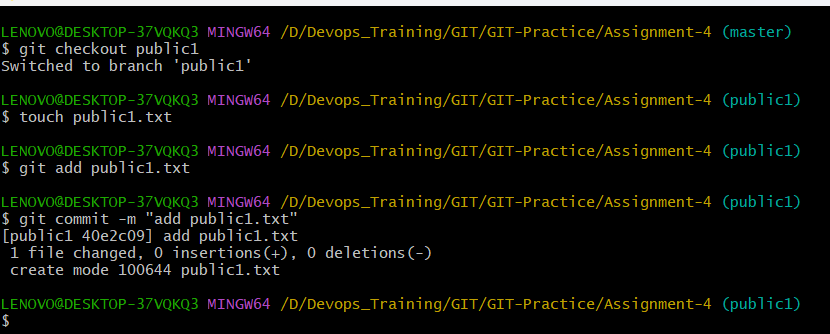 LENOVO@DESKTOP-37VQKQ3 MINGW64 /D/Devops_Training/GIT/GIT-Practice/Assignment-4 (master)
$ git checkout public1
Switched to branch 'public1'
LENOVO@DESKTOP-37VQKQ3 MINGW64 /D/Devops_Training/GIT/GIT-Practice/Assignment-4 (public1)
$ touch public1.txt
LENOVO@DESKTOP-37VQKQ3 MINGW64 /D/Devops_Training/GIT/GIT-Practice/Assignment-4 (public1)
$ git add public1.txt
LENOVO@DESKTOP-37VQKQ3 MINGW64 /D/Devops_Training/GIT/GIT-Practice/Assignment-4 (public1)
$ git commit -m "add public1.txt"
[public1 40e2c09] add public1.txt
 1 file changed, 0 insertions(+), 0 deletions(-)
 create mode 100644 public1.txt
LENOVO@DESKTOP-37VQKQ3 MINGW64 /D/Devops_Training/GIT/GIT-Practice/Assignment-4 (public1)
$